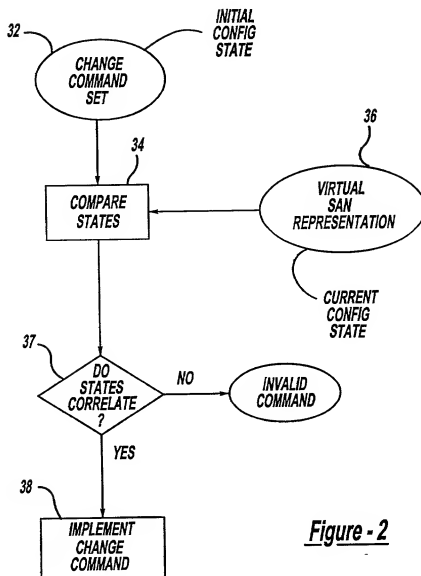 32
INITIAL
CONFIG
STATE
CHANGE
COMMAND
SET
34
36
COMPARE
STATES
VIRTUAL
SAN
REPRESENTATION
CURRENT
CONFIG
STATE
37
DO
STATES
CORRELATE
?
NO
INVALID
COMMAND
YES
38
IMPLEMENT
CHANGE
COMMAND
Figure - 2